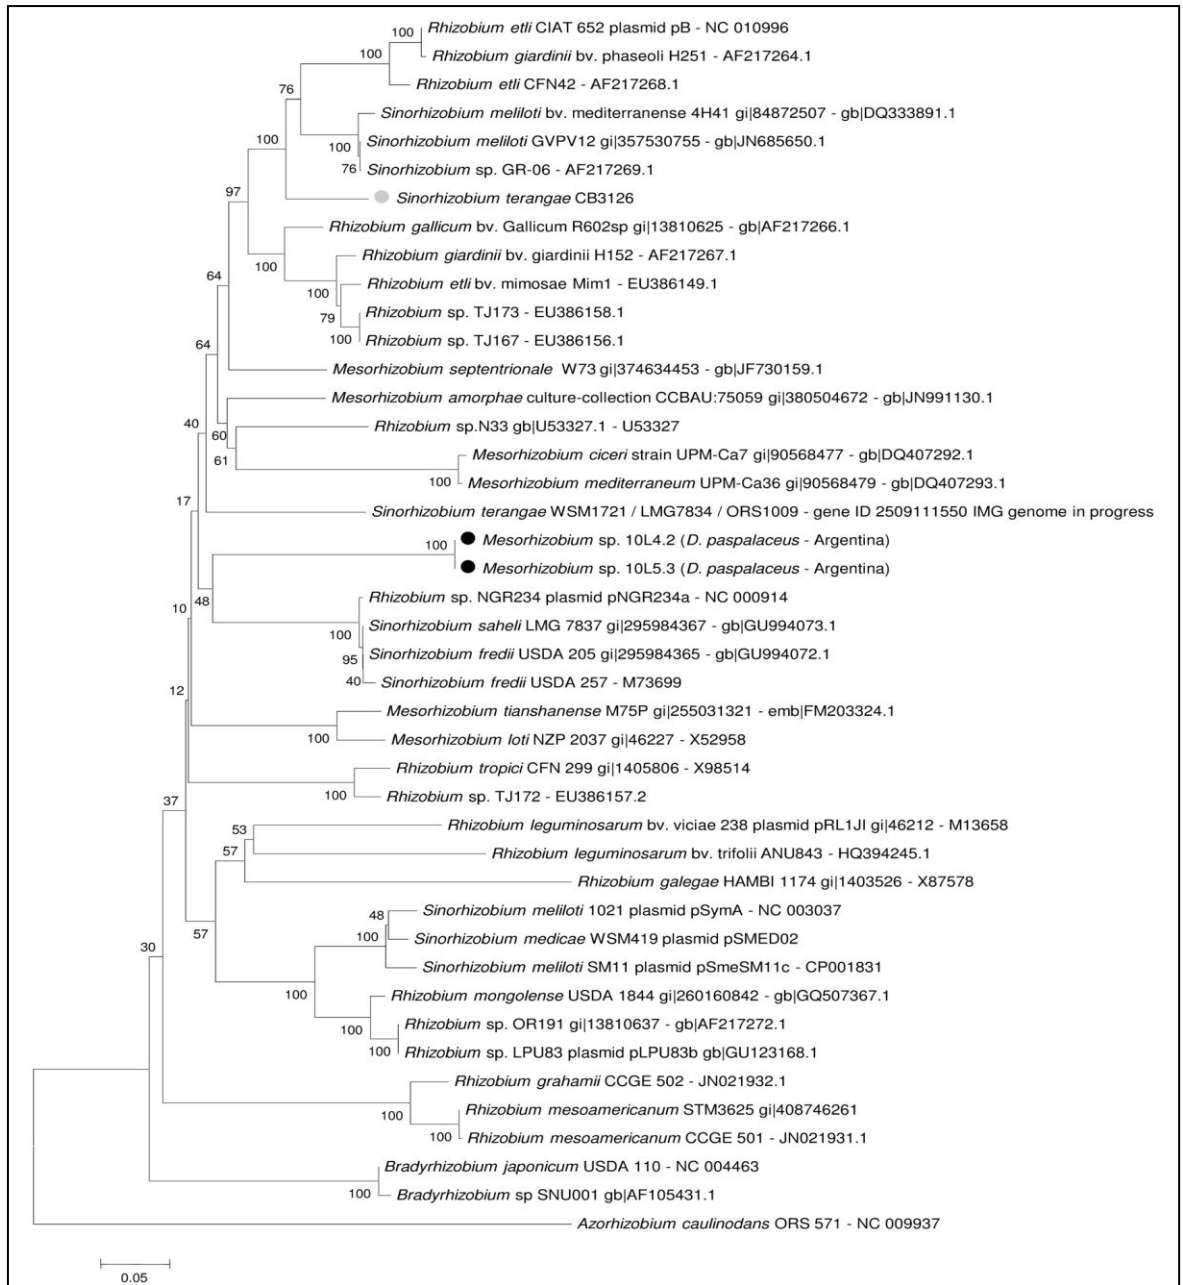 100 Rhizobium etli CIAT 652 plasmid pB - NC 010996
100 Rhizobium giardinii bv. phaseoli H251 - AF217264.1
Rhizobium etli CFN42 - AF217268.1
76
Sinorhizobium meliloti bv. mediterranense 4H41 gi|84872507 - gb|DQ333891.1
100 100 Sinorhizobium meliloti GVPV12 gi|357530755 - gb|JN685650.1
76 Sinorhizobium sp. GR-06 - AF217269.1
97 Sinorhizobium terangae CB3126
Rhizobium gallicum bv. Gallicum R602sp gi|13810625 - gb|AF217266.1
100 Rhizobium giardinii bv. giardinii H152 - AF217267.1
64 100 Rhizobium etli bv. mimosae Mim1 - EU386149.1
79 Rhizobium sp. TJ173 - EU386158.1
64 100 Rhizobium sp. TJ167 - EU386156.1
Mesorhizobium septentrionale W73 gi|374634453 - gb|JF730159.1
Mesorhizobium amorphae culture-collection CCBAU:75059 gi|380504672 - gb|JN991130.1
40 60 Rhizobium sp.N33 gb|U53327.1 - U53327
61 Mesorhizobium ciceri strain UPM-Ca7 gi|90568477 - gb|DQ407292.1
100 Mesorhizobium mediterraneum UPM-Ca36 gi|90568479 - gb|DQ407293.1
17 Sinorhizobium terangae WSM1721 / LMG7834 / ORS1009 - gene ID 2509111550 IMG genome in progress
100 Mesorhizobium sp. 10L4.2 (D. paspalaceus - Argentina)
Mesorhizobium sp. 10L5.3 (D. paspalaceus - Argentina)
10 48 Rhizobium sp. NGR234 plasmid pNGR234a - NC 000914
100 Sinorhizobium saheli LMG 7837 gi|295984367 - gb|GU994073.1
95 Sinorhizobium fredii USDA 205 gi|295984365 - gb|GU994072.1
40 Sinorhizobium fredii USDA 257 - M73699
12 Mesorhizobium tianshanense M75P gi|255031321 - emb|FM203324.1
100 Mesorhizobium loti NZP 2037 gi|46227 - X52958
Rhizobium tropici CFN 299 gi|1405806 - X98514
100 Rhizobium sp. TJ172 - EU386157.2
37 53 Rhizobium leguminosarum bv. viciae 238 plasmid pRL1JI gi|46212 - M13658
57 Rhizobium leguminosarum bv. trifolii ANU843 - HQ394245.1
Rhizobium galegae HAMBI 1174 gi|1403526 - X87578
57 48 Sinorhizobium meliloti 1021 plasmid pSymA - NC 003037
30 100 Sinorhizobium medicae WSM419 plasmid pSMED02
Sinorhizobium meliloti SM11 plasmid pSmeSM11c - CP001831
100 Rhizobium mongolense USDA 1844 gi|260160842 - gb|GQ507367.1
100 Rhizobium sp. OR191 gi|13810637 - gb|AF217272.1
100 Rhizobium sp. LPU83 plasmid pLPU83b gb|GU123168.1
Rhizobium grahamii CCGE 502 - JN021932.1
100 Rhizobium mesoamericanum STM3625 gi|408746261
100 Rhizobium mesoamericanum CCGE 501 - JN021931.1
Bradyrhizobium japonicum USDA 110 - NC 004463
100 Bradyrhizobium sp SNU001 gb|AF105431.1
Azorhizobium caulinodans ORS 571 - NC 009937
0.05